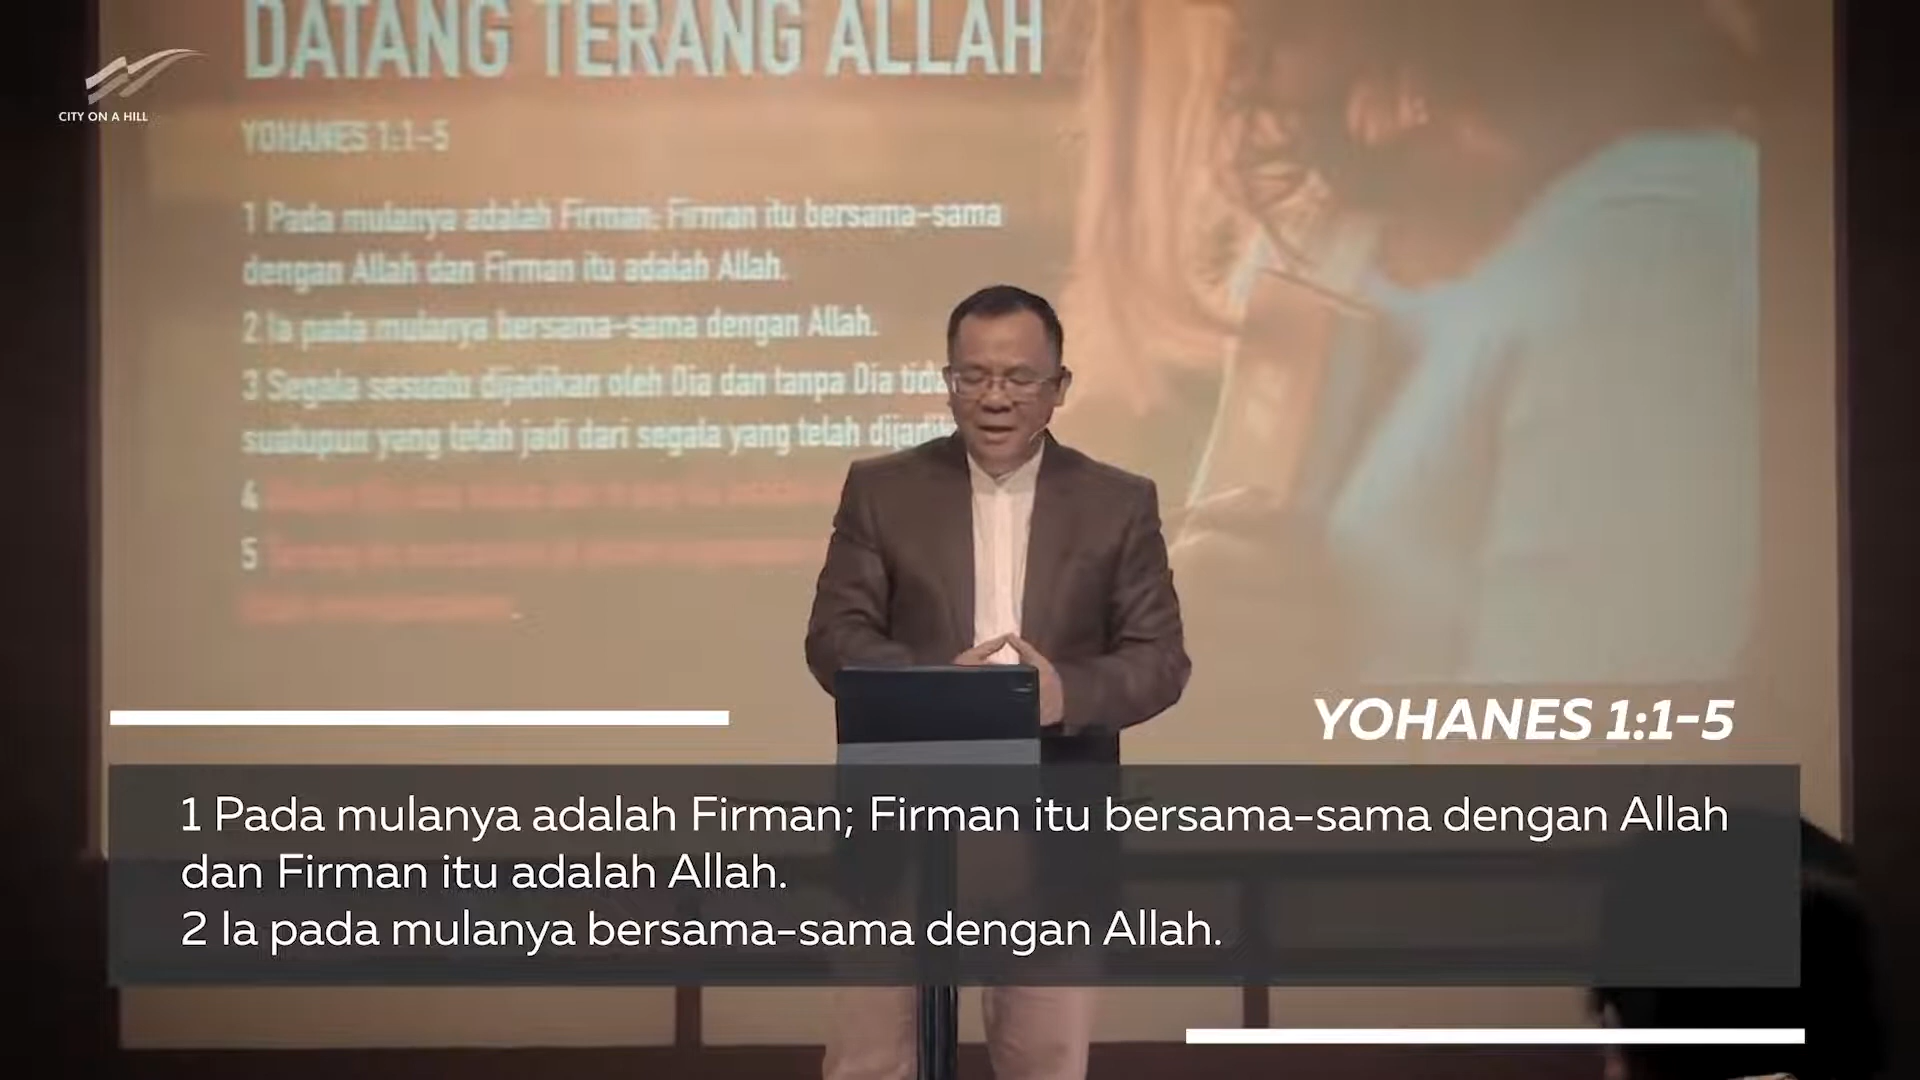 DATANG TERANG ALLAH
CITY ON A HILL
YOHANES 1:1-5
1 Pada mulanya adalah Firman; Firman itu bersama-sama
dengan Allah dan Firman itu adalah Allah.
2 Ia pada mulanya bersama-sama dengan Allah.
3 Segala sesuatu dijadikan oleh Dia dan tanpa Dia
suatupun yang telah jadi dari segala yang telah
4
5
YOHANES 1:1-5
1 Pada mulanya adalah Firman; Firman itu bersama-sama dengan Allah
dan Firman itu adalah Allah.
2 Ia pada mulanya bersama-sama dengan Allah.